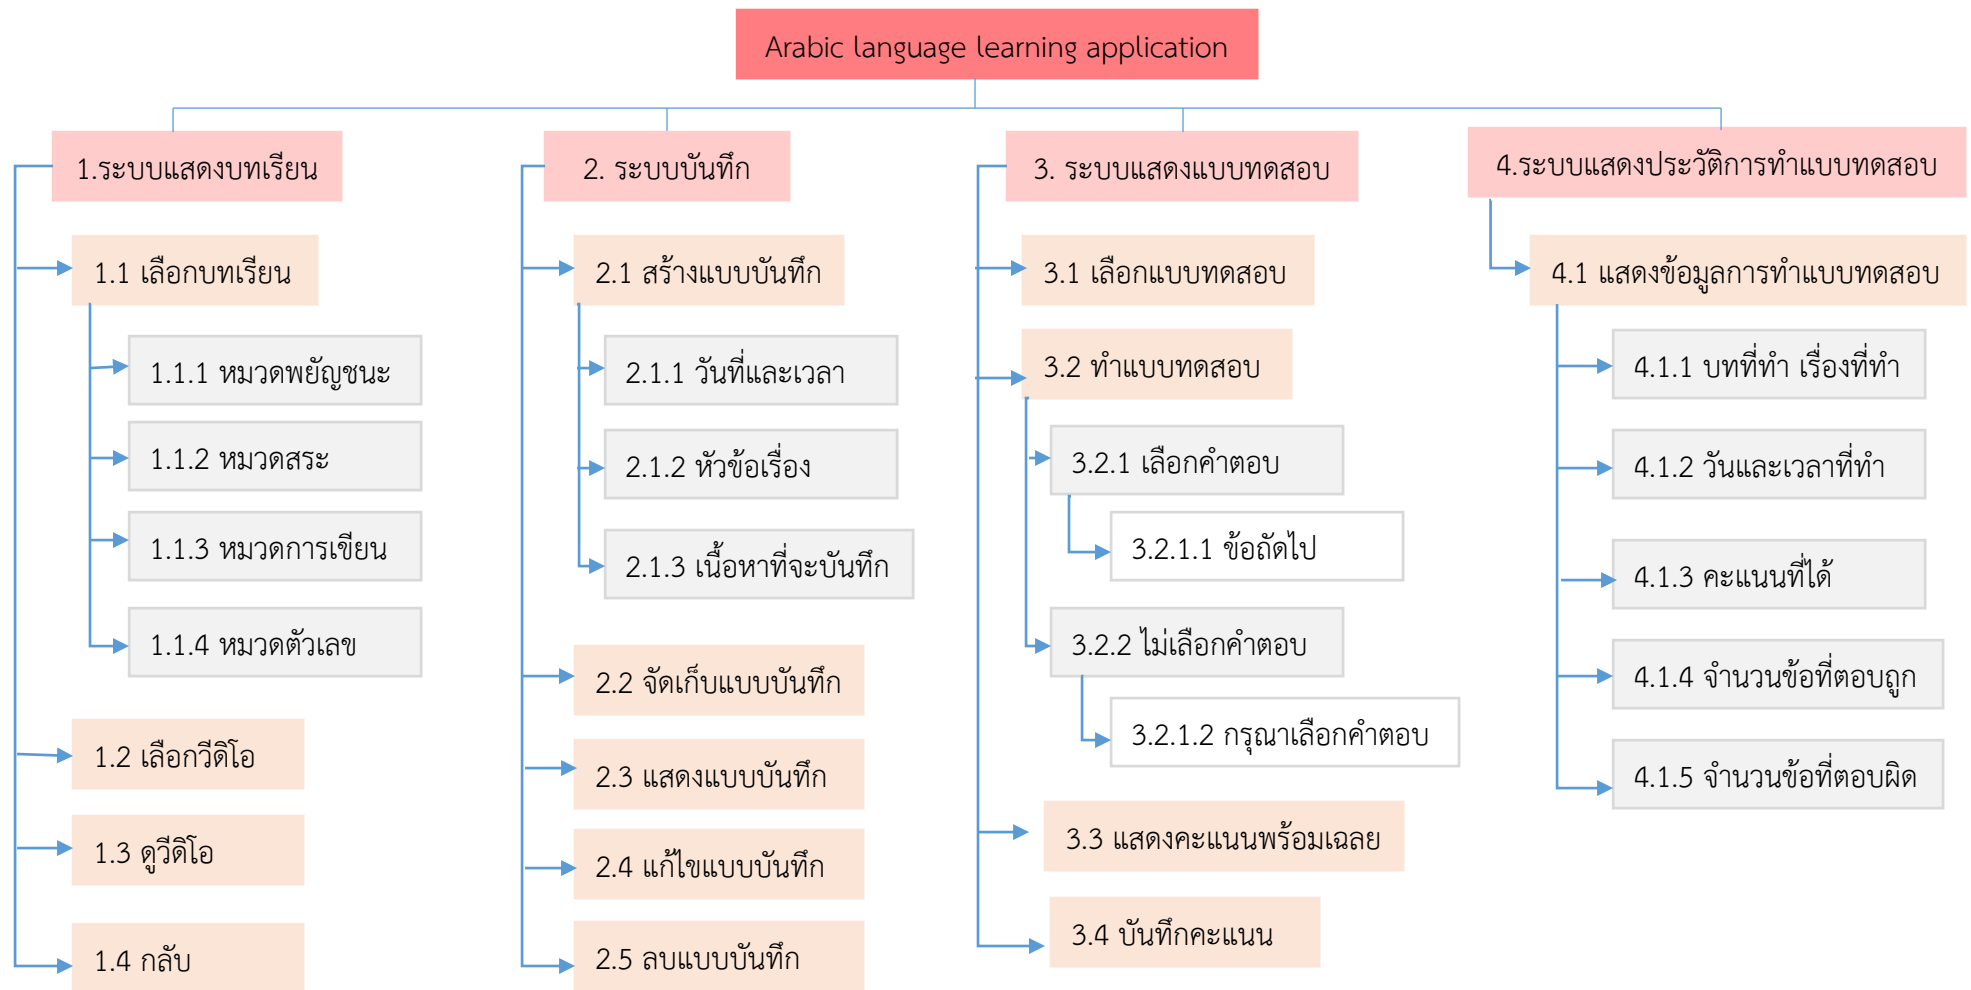 Arabic language learning application
1.ระบบแสดงบทเรียน
1.1 เลือกบทเรียน
1.1.1 หมวดพยัญชนะ
1.1.2 หมวดสระ
1.1.3 หมวดการเขียน
1.1.4 หมวดตัวเลข
1.2 เลือกวีดิโอ
1.3 ดูวีดิโอ
1.4 กลับ
2. ระบบบันทึก
2.1 สร้างแบบบันทึก
2.1.1 วันที่และเวลา
2.1.2 หัวข้อเรื่อง
2.1.3 เนื้อหาที่จะบันทึก
2.2 จัดเก็บแบบบันทึก
2.3 แสดงแบบบันทึก
2.4 แก้ไขแบบบันทึก
2.5 ลบแบบบันทึก
3. ระบบแสดงแบบทดสอบ
3.1 เลือกแบบทดสอบ
3.2 ทำแบบทดสอบ
3.2.1 เลือกคำตอบ
3.2.1.1 ข้อถัดไป
3.2.2 ไม่เลือกคำตอบ
3.2.1.2 กรุณาเลือกคำตอบ
3.3 แสดงคะแนนพร้อมเฉลย
3.4 บันทึกคะแนน
4.ระบบแสดงประวัติการทำแบบทดสอบ
4.1 แสดงข้อมูลการทำแบบทดสอบ
4.1.1 บทที่ทำ เรื่องที่ทำ
4.1.2 วันและเวลาที่ทำ
4.1.3 คะแนนที่ได้
4.1.4 จำนวนข้อที่ตอบถูก
4.1.5 จำนวนข้อที่ตอบผิด